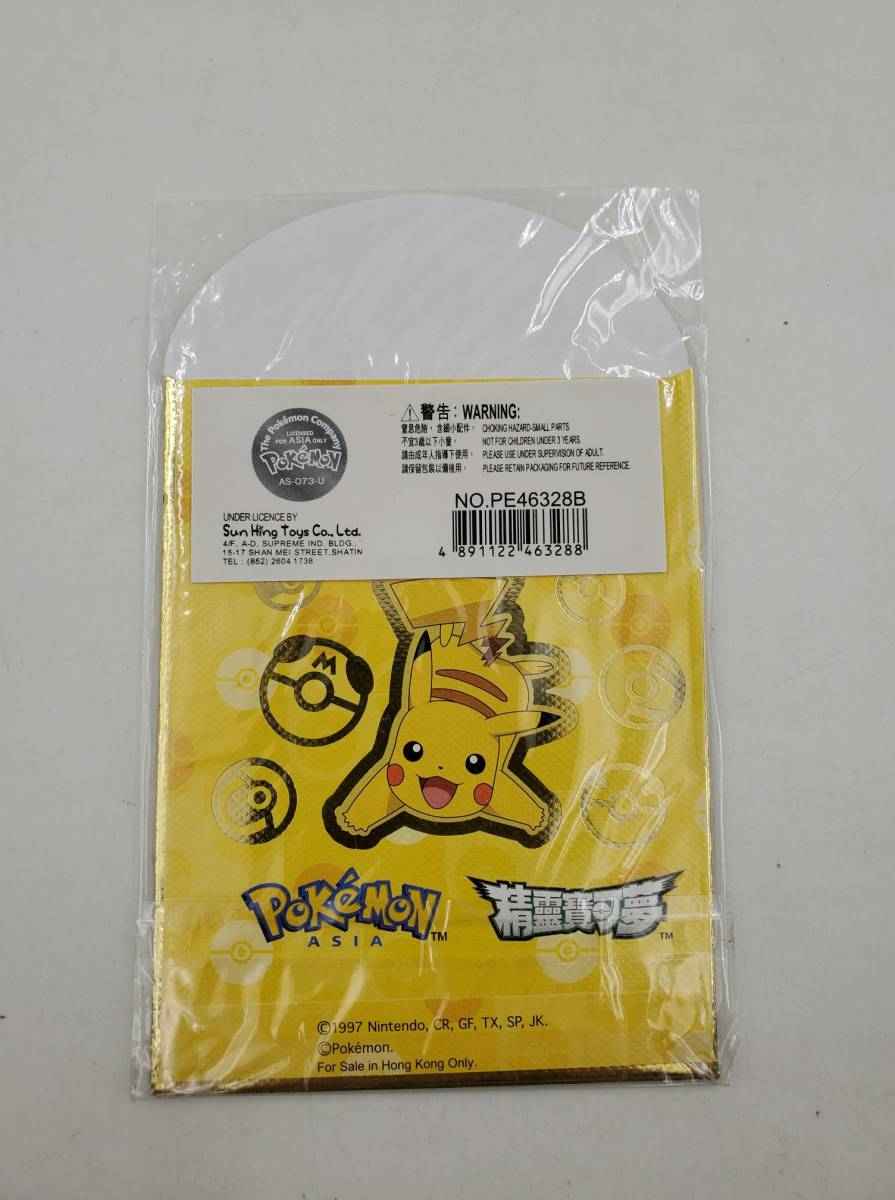 The Pokémon Company
LICENSED
FOR ASIA ONLY
POKéMON
AS-073-U
UNDER LICENCE BY
Sun Hing Toys Co., Ltd.
4/F, A-D, SUPREME IND. BLDG.,
15-17 SHAN MEI STREET,SHATIN
TEL : (852) 2604 1736
警告: WARNING:
窒息危險，含細小配件。 CHOKING HAZARD-SMALL PARTS.
不宜3歲以下小童。 NOT FOR CHILDREN UNDER 3 YEARS.
請由成年人指導下使用。 PLEASE USE UNDER SUPERVISION OF ADULT.
請保留包裝以備後用。 PLEASE RETAIN PACKAGING FOR FUTURE REFERENCE.
NO.PE46328B
4 891122 463288
M
POKéMON™
ASIA
精靈寶可夢™
©1997 Nintendo, CR, GF, TX, SP, JK.
©Pokémon.
For Sale in Hong Kong Only.